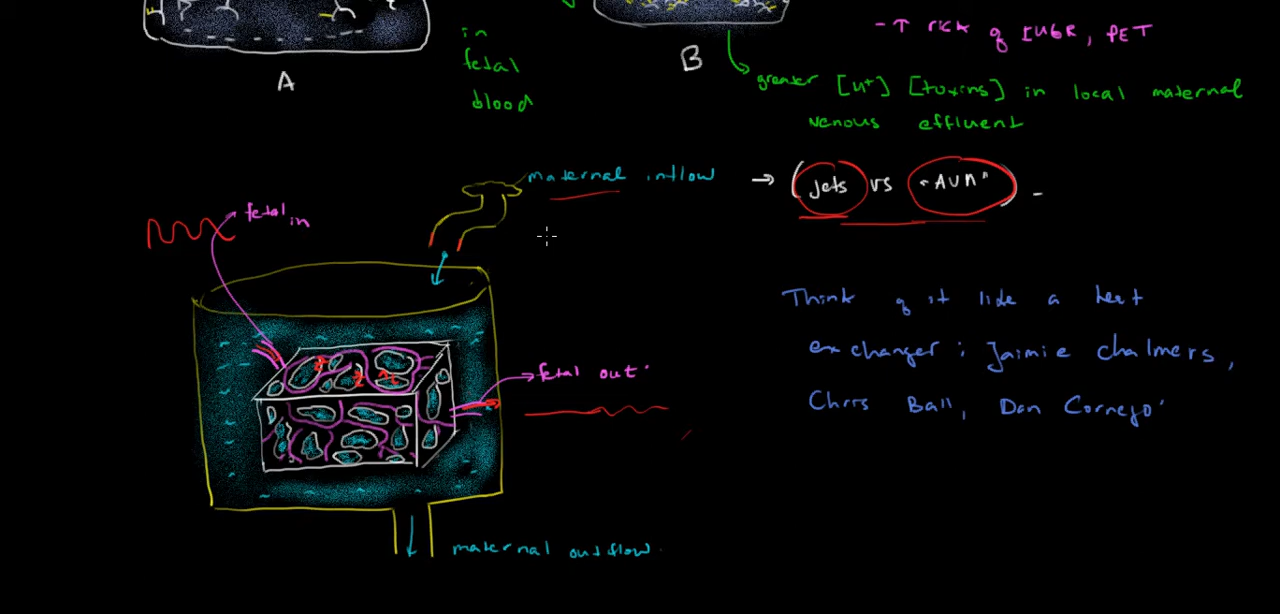 in
fetal
blood
A
B
- ↑ risk of IUGR, PET
greater [H+] [toxins] in local maternal
venous effluent
maternal inflow → (Jets vs "AVM") -
fetal in
Think of it like a heat
exchanger; Jaimie Chalmers,
fetal out
Chris Ball, Dan Cornejo
maternal outflow